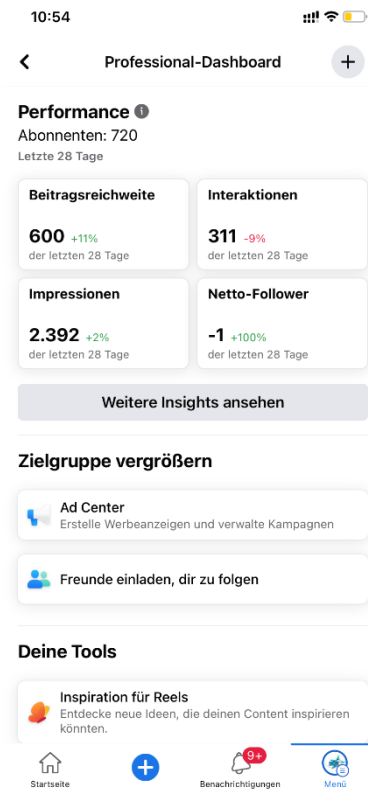 10:54
Professional-Dashboard
Performance
Abonnenten: 720
Letzte 28 Tage
Beitragsreichweite
600 +11%
der letzten 28 Tage
Interaktionen
311 -9%
der letzten 28 Tage
Impressionen
2.392 +2%
der letzten 28 Tage
Netto-Follower
-1 +100%
der letzten 28 Tage
Weitere Insights ansehen
Zielgruppe vergrößern
Ad Center
Erstelle Werbeanzeigen und verwalte Kampagnen
Freunde einladen, dir zu folgen
Deine Tools
Inspiration für Reels
Entdecke neue Ideen, die deinen Content inspirieren
könnten.
9+
Startseite
Benachrichtigungen
Menü